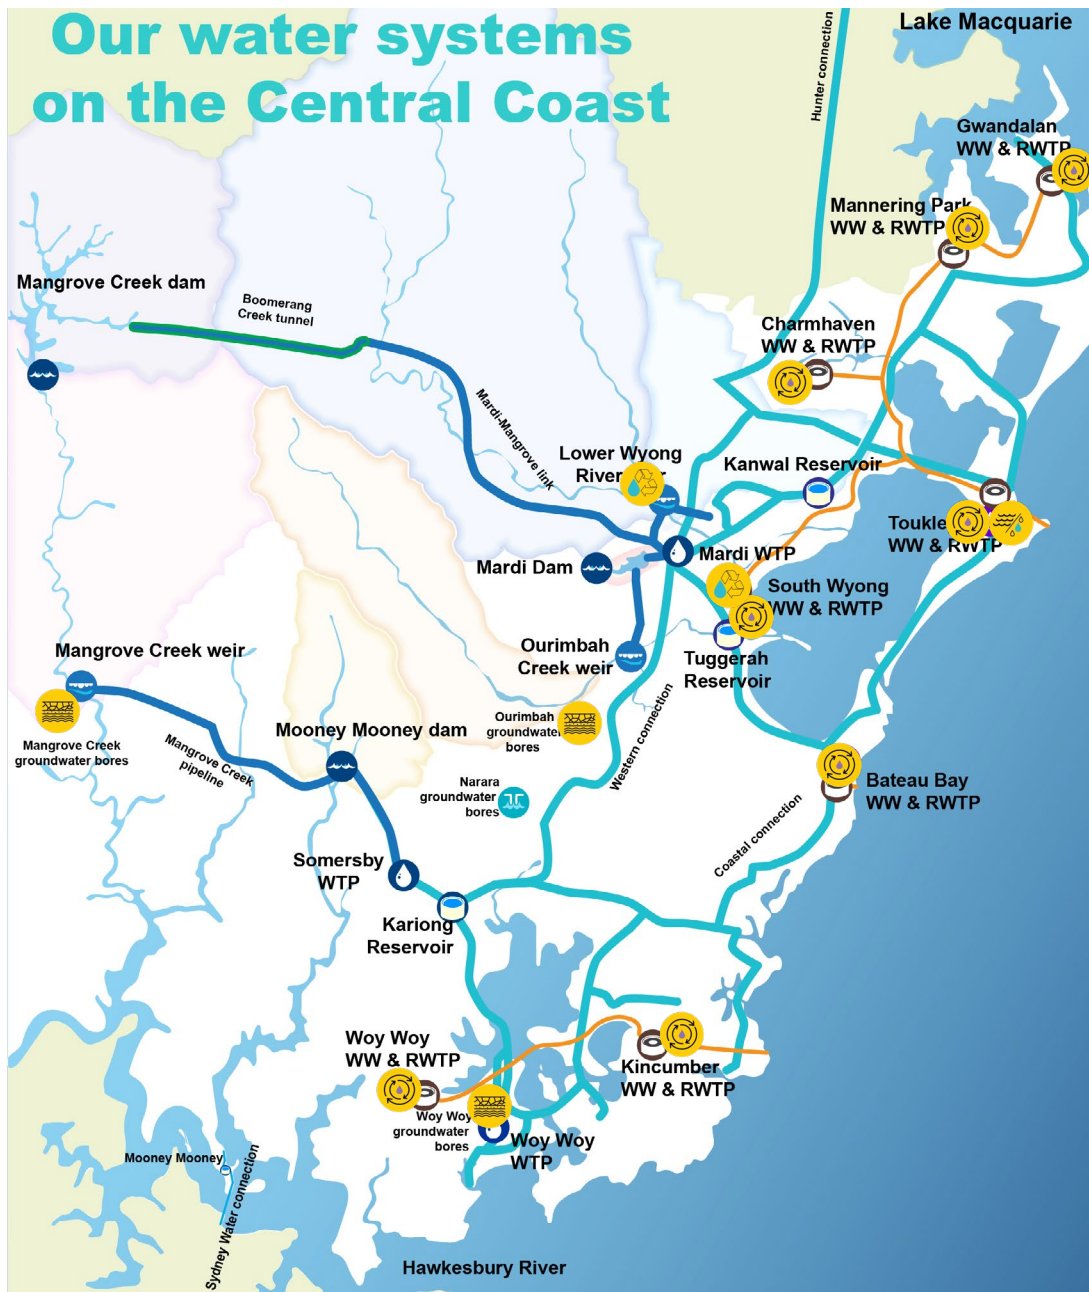 Our water systems
on the Central Coast
Lake Macquarie
Hunter connection
Gwandalan
WW & RWTP
Mannering Park
WW & RWTP
Mangrove Creek dam
Boomerang
Creek tunnel
Charmhaven
WW & RWTP
Mardi-Mangrove link
Lower Wyong
River
Kanwal Reservoir
WW & RWTP
Mardi WTP
Mardi Dam
South Wyong
WW & RWTP
Ourimbah
Creek weir
Tuggerah
Reservoir
Mangrove Creek weir
Mangrove Creek
groundwater bores
Mangrove Creek
pipeline
Mooney Mooney dam
Ourimbah
groundwater
bores
Western connection
Narara
groundwater
bores
Bateau Bay
WW & RWTP
Coastal connection
Somersby
WTP
Kariong
Reservoir
Woy Woy
WW & RWTP
Kincumber
WW & RWTP
Woy Woy
groundwater
bores
Woy Woy
WTP
Mooney Mooney
Sydney Water connection
Hawkesbury River